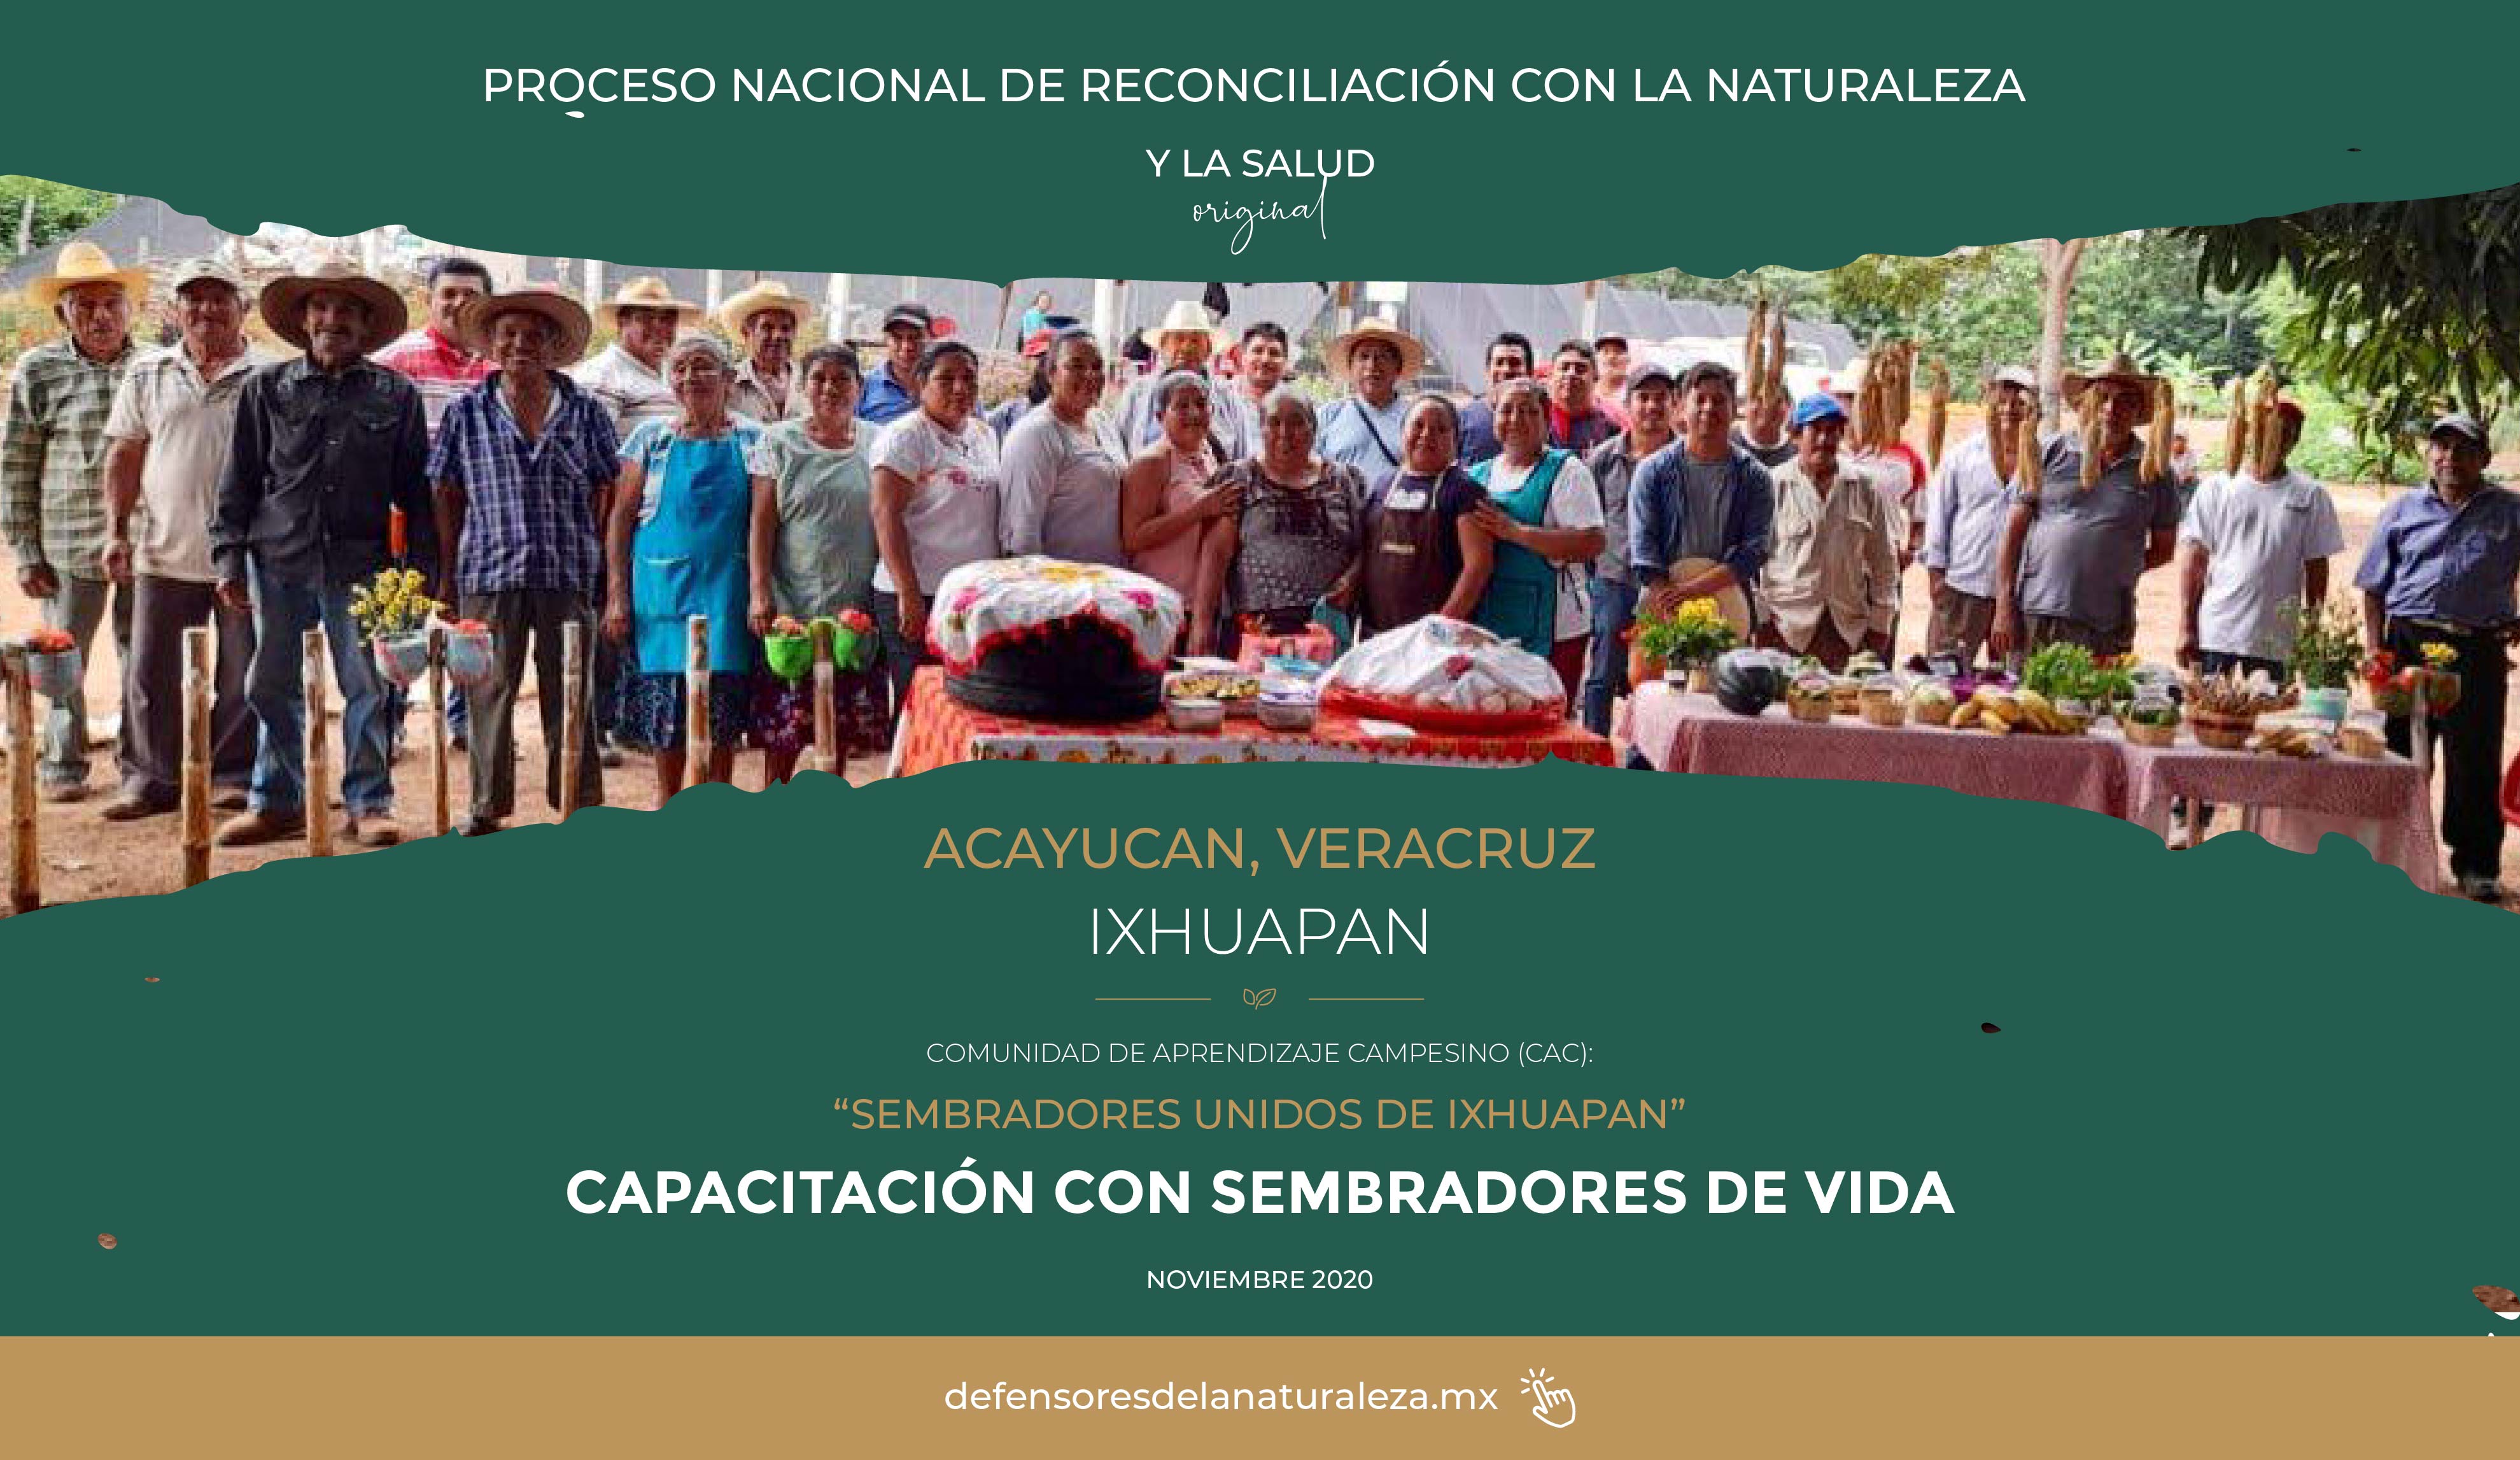 PROCESO NACIONAL DE RECONCILIACIÓN CON LA NATURALEZA
Y LA SALUD
original
ACAYUCAN, VERACRUZ
IXHUAPAN
COMUNIDAD DE APRENDIZAJE CAMPESINO (CAC):
“SEMBRADORES UNIDOS DE IXHUAPAN”
CAPACITACIÓN CON SEMBRADORES DE VIDA
NOVIEMBRE 2020
defensoresdelanaturaleza.mx